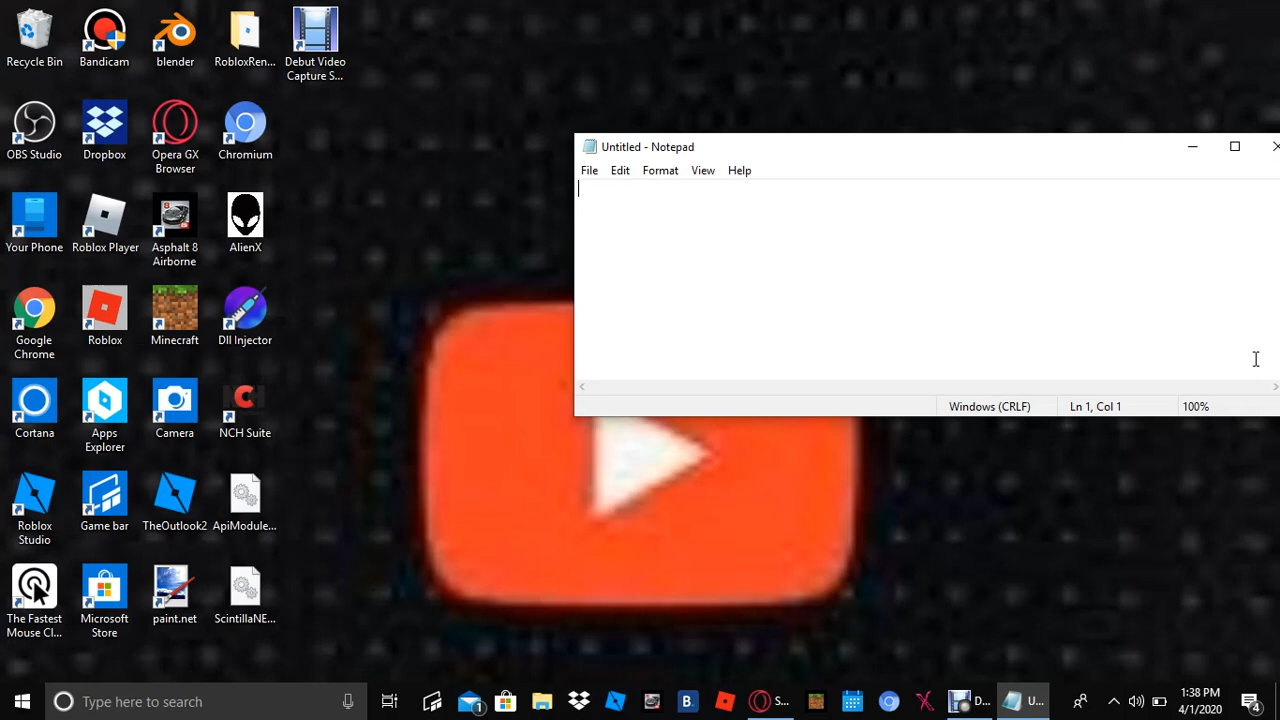 Recycle Bin
Bandicam
blender
RobloxRen...
Debut Video
Capture S...
OBS Studio
Dropbox
Opera GX
Browser
Chromium
Your Phone
Roblox Player
Asphalt 8
Airborne
AlienX
Google
Chrome
Roblox
Minecraft
Dll Injector
Cortana
Apps
Explorer
Camera
NCH Suite
Roblox
Studio
Game bar
TheOutlook2
ApiModule...
The Fastest
Mouse Cl...
Microsoft
Store
paint.net
ScintillaNE...
Untitled - Notepad
File Edit Format View Help
Windows (CRLF) Ln 1, Col 1 100%
Type here to search
1
B.
S...
D...
U...
1:38 PM
4/1/2020
4